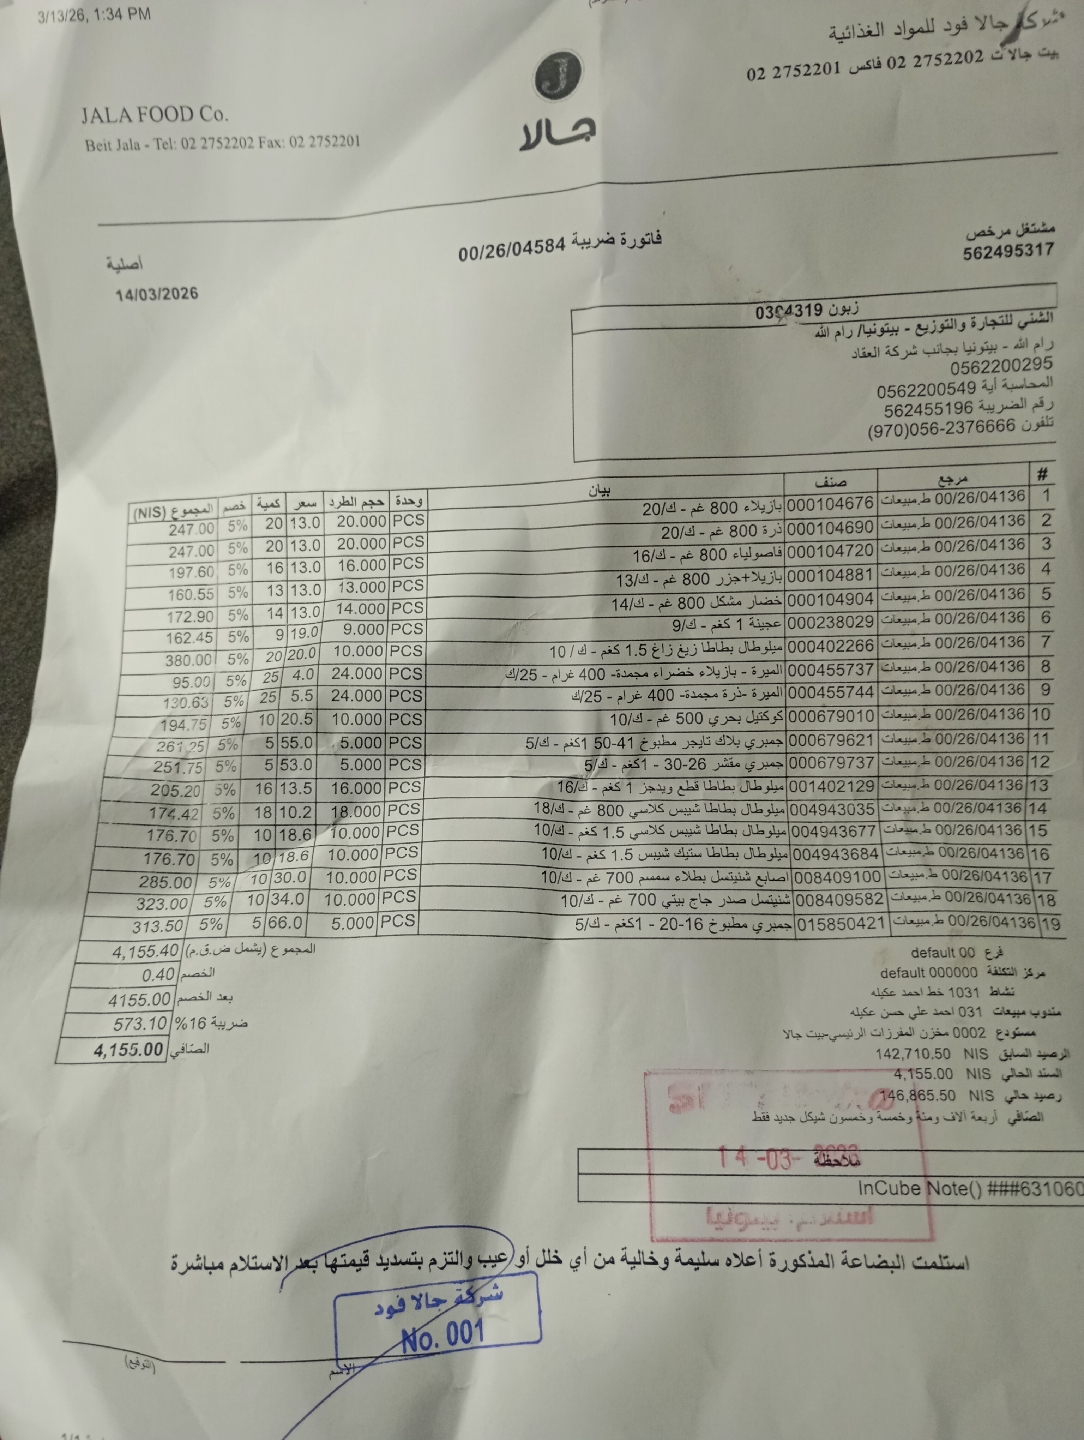 3/13/26, 1:34 PM
شركة جالا فود للمواد الغذائية
بيت جالا ت 2752202 02 فاكس 2752201 02
JALA FOOD Co.
Beit Jala - Tel: 02 2752202 Fax: 02 2752201
جالا
مشتغل مرخص
562495317
فاتورة ضريبة 00/26/04584
أصلية
14/03/2026
زبون 0304319
الشني للتجارة والتوزيع - بيتونيا/ رام الله
رام الله - بيتونيا بجانب شركة العقاد
0562200295
المحاسبة أية 0562200549
رقم الضريبة 562455196
تلفون 056-2376666(970)
# مرجع صنف بيان وحدة حجم الطرد سعر كمية خصم المجموع (NIS)
1 00/26/04136 ط.مبيعات 000104676 بازيلاء 800 غم - ك/20 PCS 20.000 13.0 20 5% 247.00
2 00/26/04136 ط.مبيعات 000104690 ذرة 800 غم - ك/20 PCS 20.000 13.0 20 5% 247.00
3 00/26/04136 ط.مبيعات 000104720 فاصولياء 800 غم - ك/16 PCS 16.000 13.0 16 5% 197.60
4 00/26/04136 ط.مبيعات 000104881 بازيلا+جزر 800 غم - ك/13 PCS 13.000 13.0 13 5% 160.55
5 00/26/04136 ط.مبيعات 000104904 خضار مشكل 800 غم - ك/14 PCS 14.000 13.0 14 5% 172.90
6 00/26/04136 ط.مبيعات 000238029 عجينة 1 كغم - ك/9 PCS 9.000 19.0 9 5% 162.45
7 00/26/04136 ط.مبيعات 000402266 ميلوطال بطاطا زيغ زاغ 1.5 كغم - ك/ 10 PCS 10.000 20.0 20 5% 380.00
8 00/26/04136 ط.مبيعات 000455737 الميرة - بازيلاء خضراء مجمدة- 400 غرام - 25/ك PCS 24.000 4.0 25 5% 95.00
9 00/26/04136 ط.مبيعات 000455744 الميرة -ذرة مجمدة- 400 غرام - 25/ك PCS 24.000 5.5 25 5% 130.63
10 00/26/04136 ط.مبيعات 000679010 كوكتيل بحري 500 غم - ك/10 PCS 10.000 20.5 10 5% 194.75
11 00/26/04136 ط.مبيعات 000679621 جمبري بلاك تايجر مطبوخ 41-50 1كغم - ك/5 PCS 5.000 55.0 5 5% 261.25
12 00/26/04136 ط.مبيعات 000679737 جمبري مقشر 26-30 - 1كغم - ك/5 PCS 5.000 53.0 5 5% 251.75
13 00/26/04136 ط.مبيعات 001402129 ميلوطال بطاطا قطع ويدجز 1 كغم - ك/16 PCS 16.000 13.5 16 5% 205.20
14 00/26/04136 ط.مبيعات 004943035 ميلوطال بطاطا شيبس كلاسي 800 غم - ك/18 PCS 18.000 10.2 18 5% 174.42
15 00/26/04136 ط.مبيعات 004943677 ميلوطال بطاطا شيبس كلاسي 1.5 كغم - ك/10 PCS 10.000 18.6 10 5% 176.70
16 00/26/04136 ط.مبيعات 004943684 ميلوطال بطاطا ستيك شيبس 1.5 كغم - ك/10 PCS 10.000 18.6 10 5% 176.70
17 00/26/04136 ط.مبيعات 008409100 اصابع شنيتسل بطلاء سمسم 700 غم - ك/10 PCS 10.000 30.0 10 5% 285.00
18 00/26/04136 ط.مبيعات 008409582 شنيتسل صدر جاج بيتي 700 غم - ك/10 PCS 10.000 34.0 10 5% 323.00
19 00/26/04136 ط.مبيعات 015850421 جمبري مطبوخ 16-20 - 1كغم - ك/5 PCS 5.000 66.0 5 5% 313.50
المجموع (يشمل ض.ق.م) 4,155.40
الخصم 0.40
بعد الخصم 4155.00
ضريبة 16% 573.10
الصّافي 4,155.00
فرع 00 default
مركز التكلفة 000000 default
نشاط 1031 خط احمد عكيله
مندوب مبيعات 031 احمد علي حسن عكيله
مستودع 0002 مخزن المفرزات الرئيسي-بيت جالا
الرصيد السابق NIS 142,710.50
السند الحالي NIS 4,155.00
رصيد حالي NIS 146,865.50
الصّافي أربعة آلاف ومئة وخمسة وخمسون شيكل جديد فقط
14-03-
ملاحظة
InCube Note() ###631060
بيتونيا
استلمت البضاعة المذكورة أعلاه سليمة وخالية من أي خلل أو عيب والتزم بتسديد قيمتها بعد الاستلام مباشرة
شركة جالا فود
No. 001
الاسم
(التوقيع)